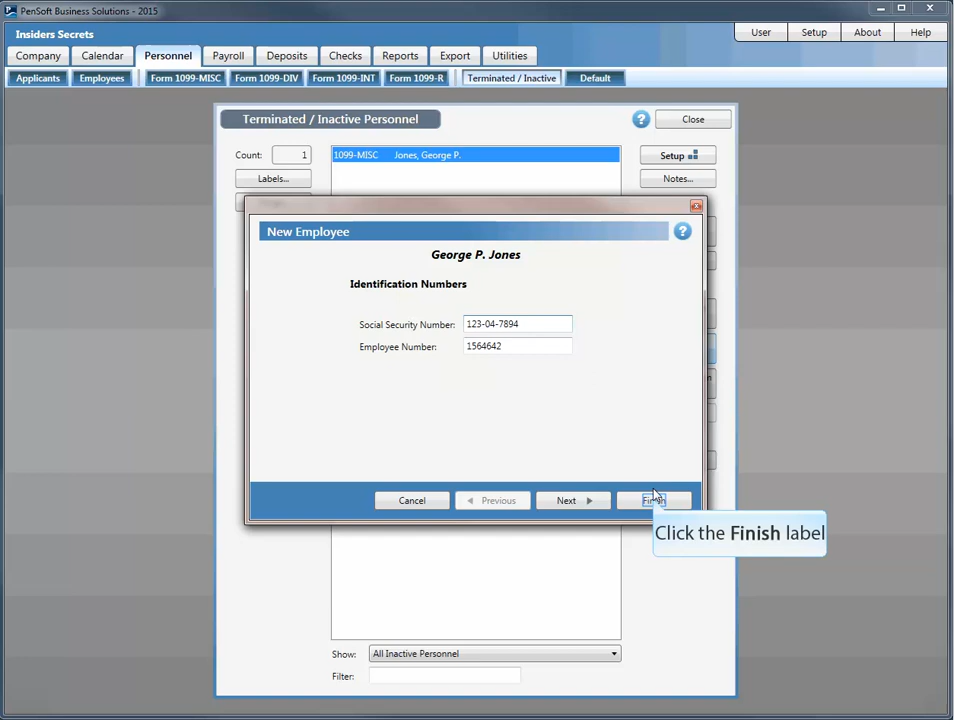 PenSoft Business Solutions - 2015
Insiders Secrets
User Setup About Help
Company Calendar Personnel Payroll Deposits Checks Reports Export Utilities
Applicants Employees Form 1099-MISC Form 1099-DIV Form 1099-INT Form 1099-R Terminated / Inactive Default
Terminated / Inactive Personnel ? Close
Count: 1 1099-MISC Jones, George P. Setup
Labels... Notes...
New Employee ?
George P. Jones
Identification Numbers
Social Security Number: 123-04-7894
Employee Number: 1564642
Cancel Previous Next Finish
Click the Finish label
Show: All Inactive Personnel
Filter: